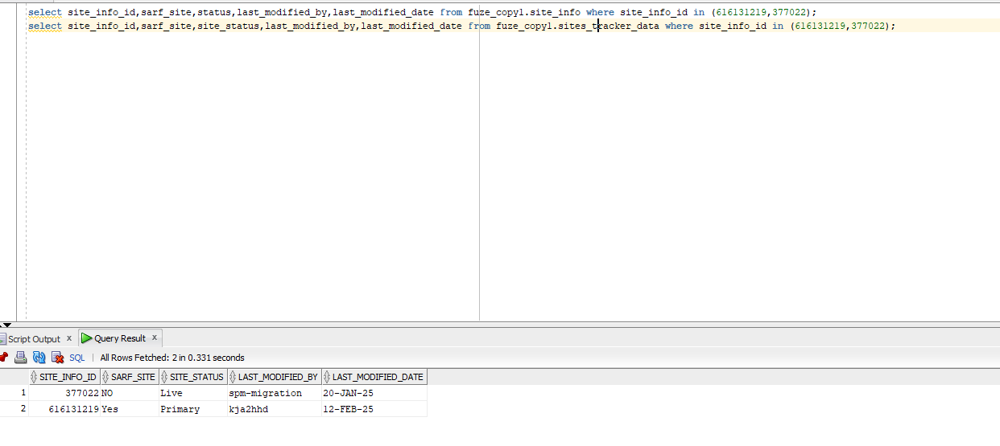 select site_info_id,sarf_site,status,last_modified_by,last_modified_date from fuze_copy1.site_info where site_info_id in (616131219,377022);
select site_info_id,sarf_site,site_status,last_modified_by,last_modified_date from fuze_copy1.sites_tracker_data where site_info_id in (616131219,377022);
Script Output x Query Result x
SQL | All Rows Fetched: 2 in 0.331 seconds
SITE_INFO_ID SARF_SITE SITE_STATUS LAST_MODIFIED_BY LAST_MODIFIED_DATE
1 377022 NO Live spm-migration 20-JAN-25
2 616131219 Yes Primary kja2hhd 12-FEB-25